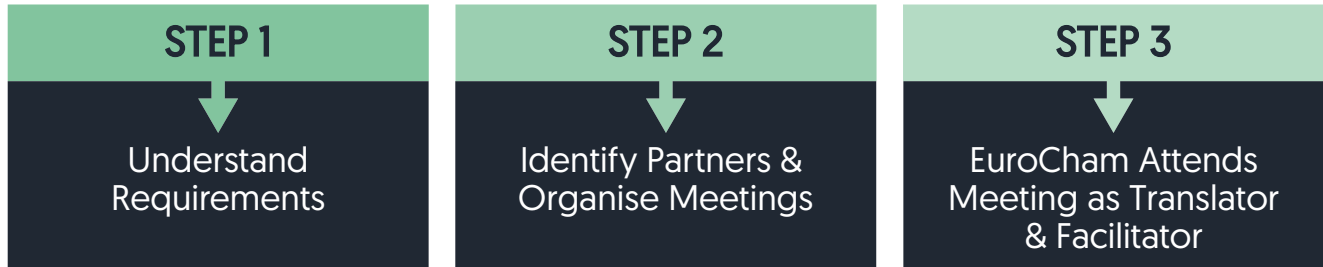 STEP 1
Understand
Requirements
STEP 2
Identify Partners &
Organise Meetings
STEP 3
EuroCham Attends
Meeting as Translator
& Facilitator